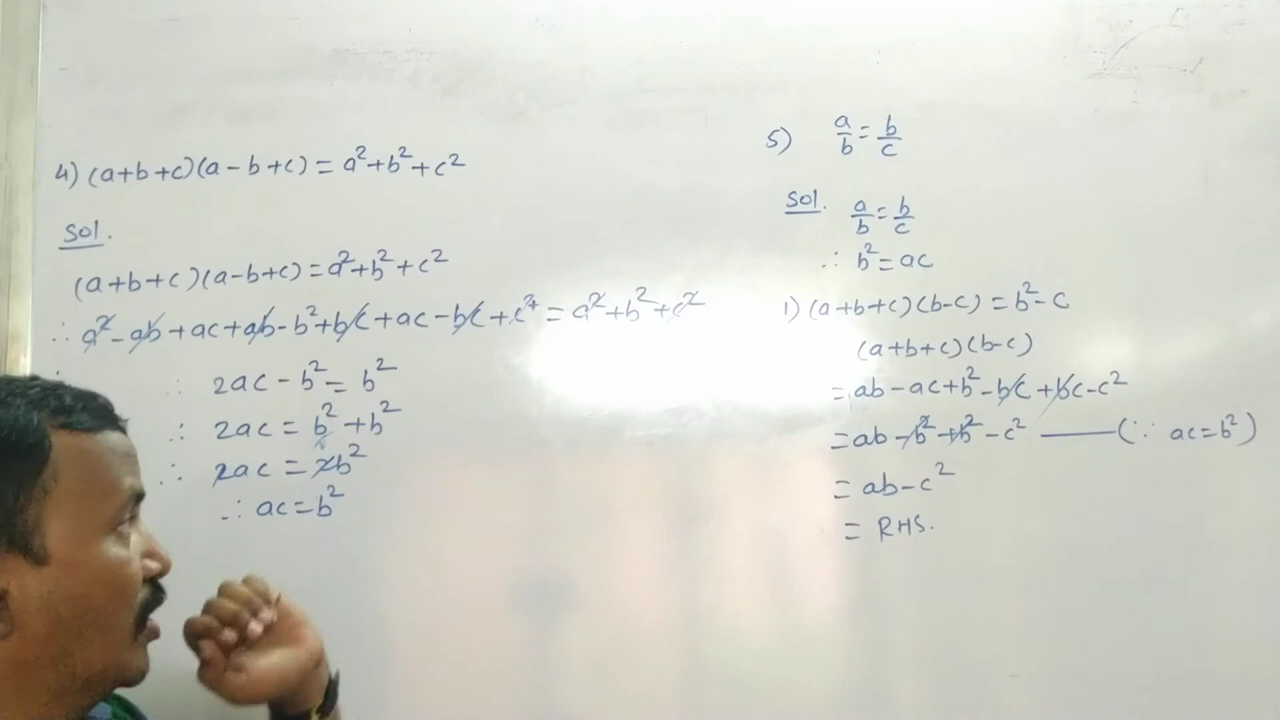 4) (a+b+c)(a-b+c) = a²+b²+c²
Sol.
(a+b+c)(a-b+c) = a²+b²+c²
∴ a²-ab+ac+ab-b²+bc+ac-bc+c² = a²+b²+c²
∴ 2ac-b² = b²
∴ 2ac = b²+b²
∴ 2ac = 2b²
∴ ac = b²
5) a/b = b/c
Sol. a/b = b/c
∴ b² = ac
1) (a+b+c)(b-c) = b²-c
(a+b+c)(b-c)
= ab-ac+b²-bc+bc-c²
= ab-b²+b²-c² —— (∵ ac=b²)
= ab-c²
= RHS.